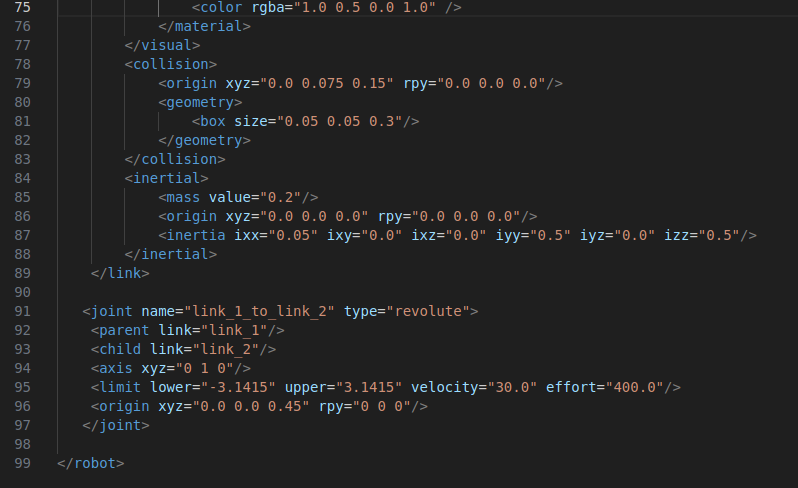 75 <color rgba="1.0 0.5 0.0 1.0" />
76 </material>
77 </visual>
78 <collision>
79 <origin xyz="0.0 0.075 0.15" rpy="0.0 0.0 0.0"/>
80 <geometry>
81 <box size="0.05 0.05 0.3"/>
82 </geometry>
83 </collision>
84 <inertial>
85 <mass value="0.2"/>
86 <origin xyz="0.0 0.0 0.0" rpy="0.0 0.0 0.0"/>
87 <inertia ixx="0.05" ixy="0.0" ixz="0.0" iyy="0.5" iyz="0.0" izz="0.5"/>
88 </inertial>
89 </link>
90
91 <joint name="link_1_to_link_2" type="revolute">
92 <parent link="link_1"/>
93 <child link="link_2"/>
94 <axis xyz="0 1 0"/>
95 <limit lower="-3.1415" upper="3.1415" velocity="30.0" effort="400.0"/>
96 <origin xyz="0.0 0.0 0.45" rpy="0 0 0"/>
97 </joint>
98
99 </robot>